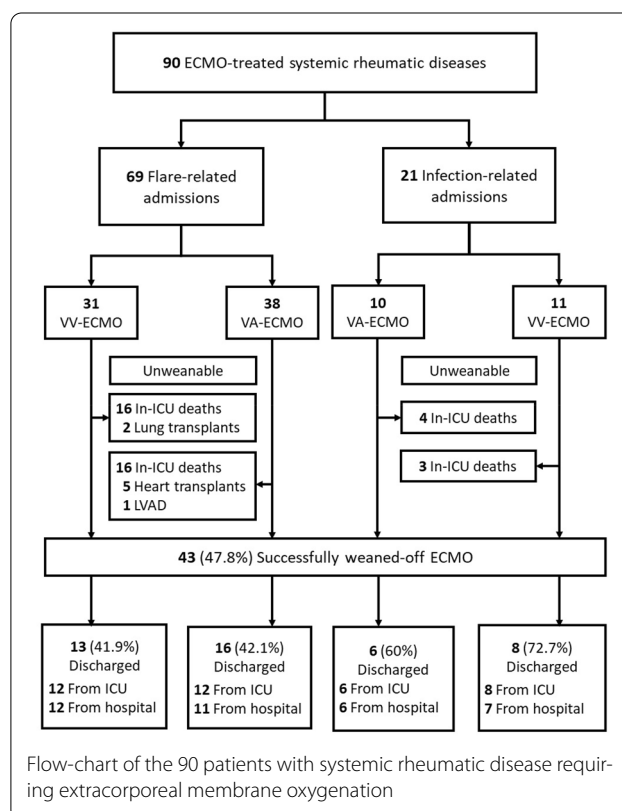 90 ECMO-treated systemic rheumatic diseases
69 Flare-related
admissions
21 Infection-related
admissions
31
VV-ECMO
38
VA-ECMO
10
VA-ECMO
11
VV-ECMO
Unweanable
16 In-ICU deaths
2 Lung transplants
16 In-ICU deaths
5 Heart transplants
1 LVAD
Unweanable
4 In-ICU deaths
3 In-ICU deaths
43 (47.8%) Successfully weaned-off ECMO
13 (41.9%)
Discharged
12 From ICU
12 From hospital
16 (42.1%)
Discharged
12 From ICU
11 From hospital
6 (60%)
Discharged
6 From ICU
6 From hospital
8 (72.7%)
Discharged
8 From ICU
7 From hospital
Flow-chart of the 90 patients with systemic rheumatic disease requir-
ing extracorporeal membrane oxygenation